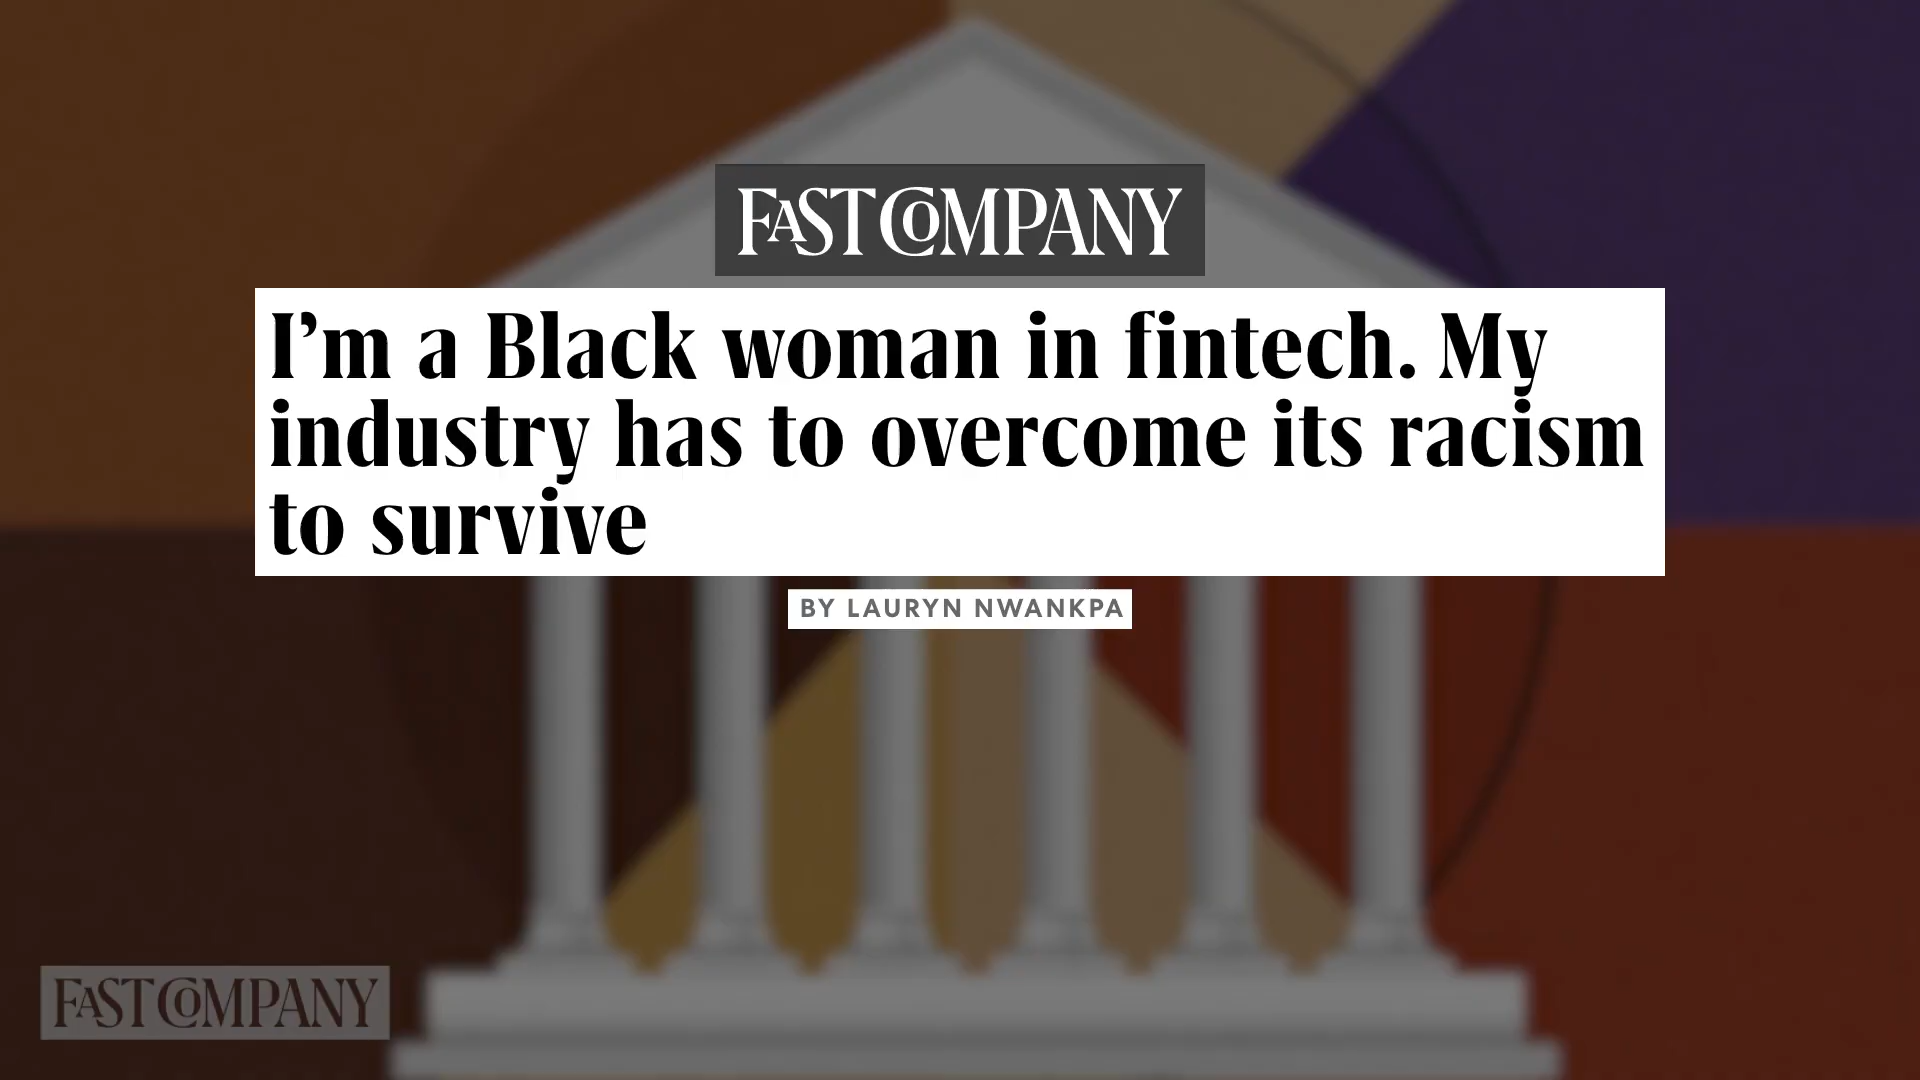 FAST COMPANY
I’m a Black woman in fintech. My
industry has to overcome its racism
to survive
BY LAURYN NWANKPA
FAST COMPANY